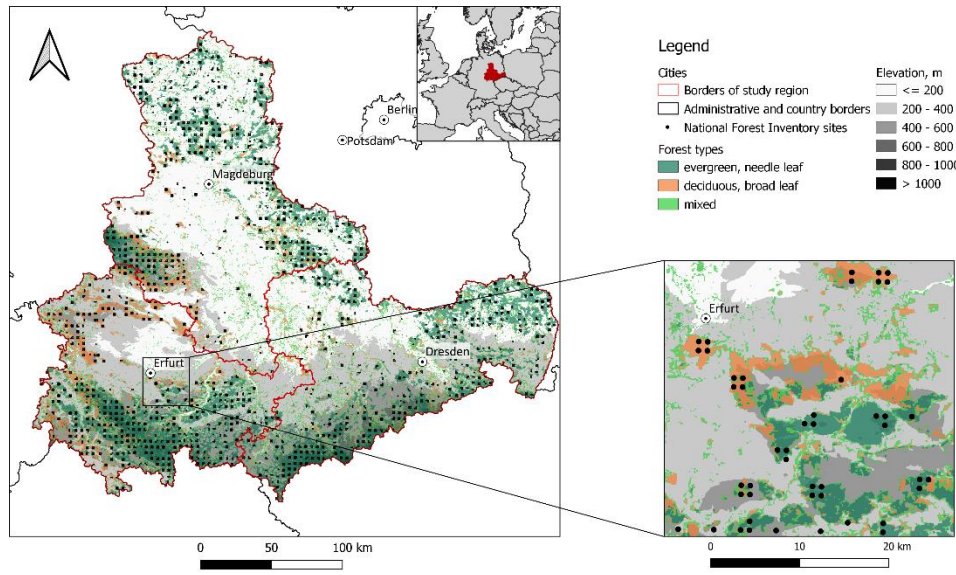 Berlin
Potsdam
Magdeburg
Erfurt
Dresden
0 50 100 km
Legend
Cities
Borders of study region
Administrative and country borders
National Forest Inventory sites
Forest types
evergreen, needle leaf
deciduous, broad leaf
mixed
Elevation, m
<= 200
200 - 400
400 - 600
600 - 800
800 - 1000
> 1000
Erfurt
0 10 20 km